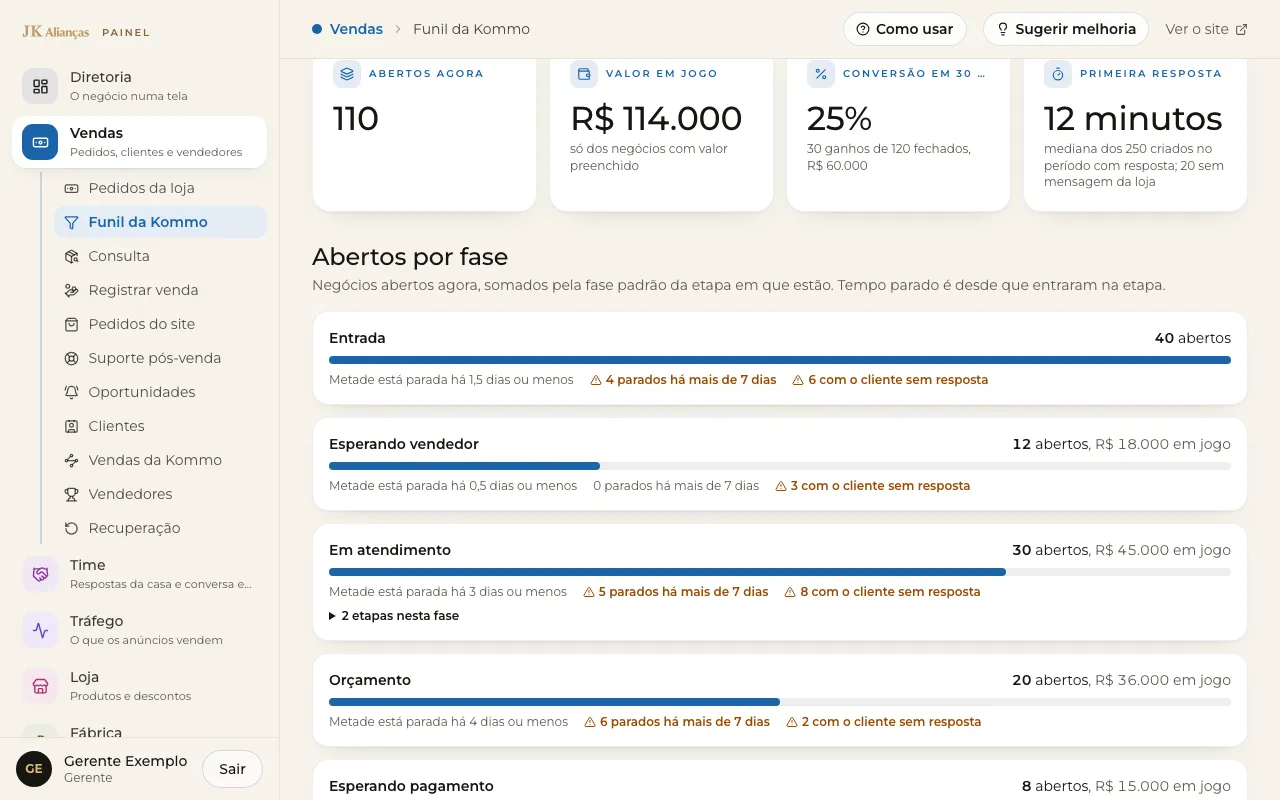 JK Alianças PAINEL
Diretoria
O negócio numa tela
Vendas
Pedidos, clientes e vendedores
Pedidos da loja
Funil da Kommo
Consulta
Registrar venda
Pedidos do site
Suporte pós-venda
Oportunidades
Clientes
Vendas da Kommo
Vendedores
Recuperação
Time
Respostas da casa e conversa e…
Tráfego
O que os anúncios vendem
Loja
Produtos e descontos
Fábrica
GE
Gerente Exemplo
Gerente
Sair
Vendas > Funil da Kommo
Como usar
Sugerir melhoria
Ver o site
ABERTOS AGORA
110
VALOR EM JOGO
R$ 114.000
só dos negócios com valor
preenchido
CONVERSÃO EM 30 …
25%
30 ganhos de 120 fechados,
R$ 60.000
PRIMEIRA RESPOSTA
12 minutos
mediana dos 250 criados no
período com resposta; 20 sem
mensagem da loja
Abertos por fase
Negócios abertos agora, somados pela fase padrão da etapa em que estão. Tempo parado é desde que entraram na etapa.
Entrada 40 abertos
Metade está parada há 1,5 dias ou menos 4 parados há mais de 7 dias 6 com o cliente sem resposta
Esperando vendedor 12 abertos, R$ 18.000 em jogo
Metade está parada há 0,5 dias ou menos 0 parados há mais de 7 dias 3 com o cliente sem resposta
Em atendimento 30 abertos, R$ 45.000 em jogo
Metade está parada há 3 dias ou menos 5 parados há mais de 7 dias 8 com o cliente sem resposta
2 etapas nesta fase
Orçamento 20 abertos, R$ 36.000 em jogo
Metade está parada há 4 dias ou menos 6 parados há mais de 7 dias 2 com o cliente sem resposta
Esperando pagamento 8 abertos, R$ 15.000 em jogo